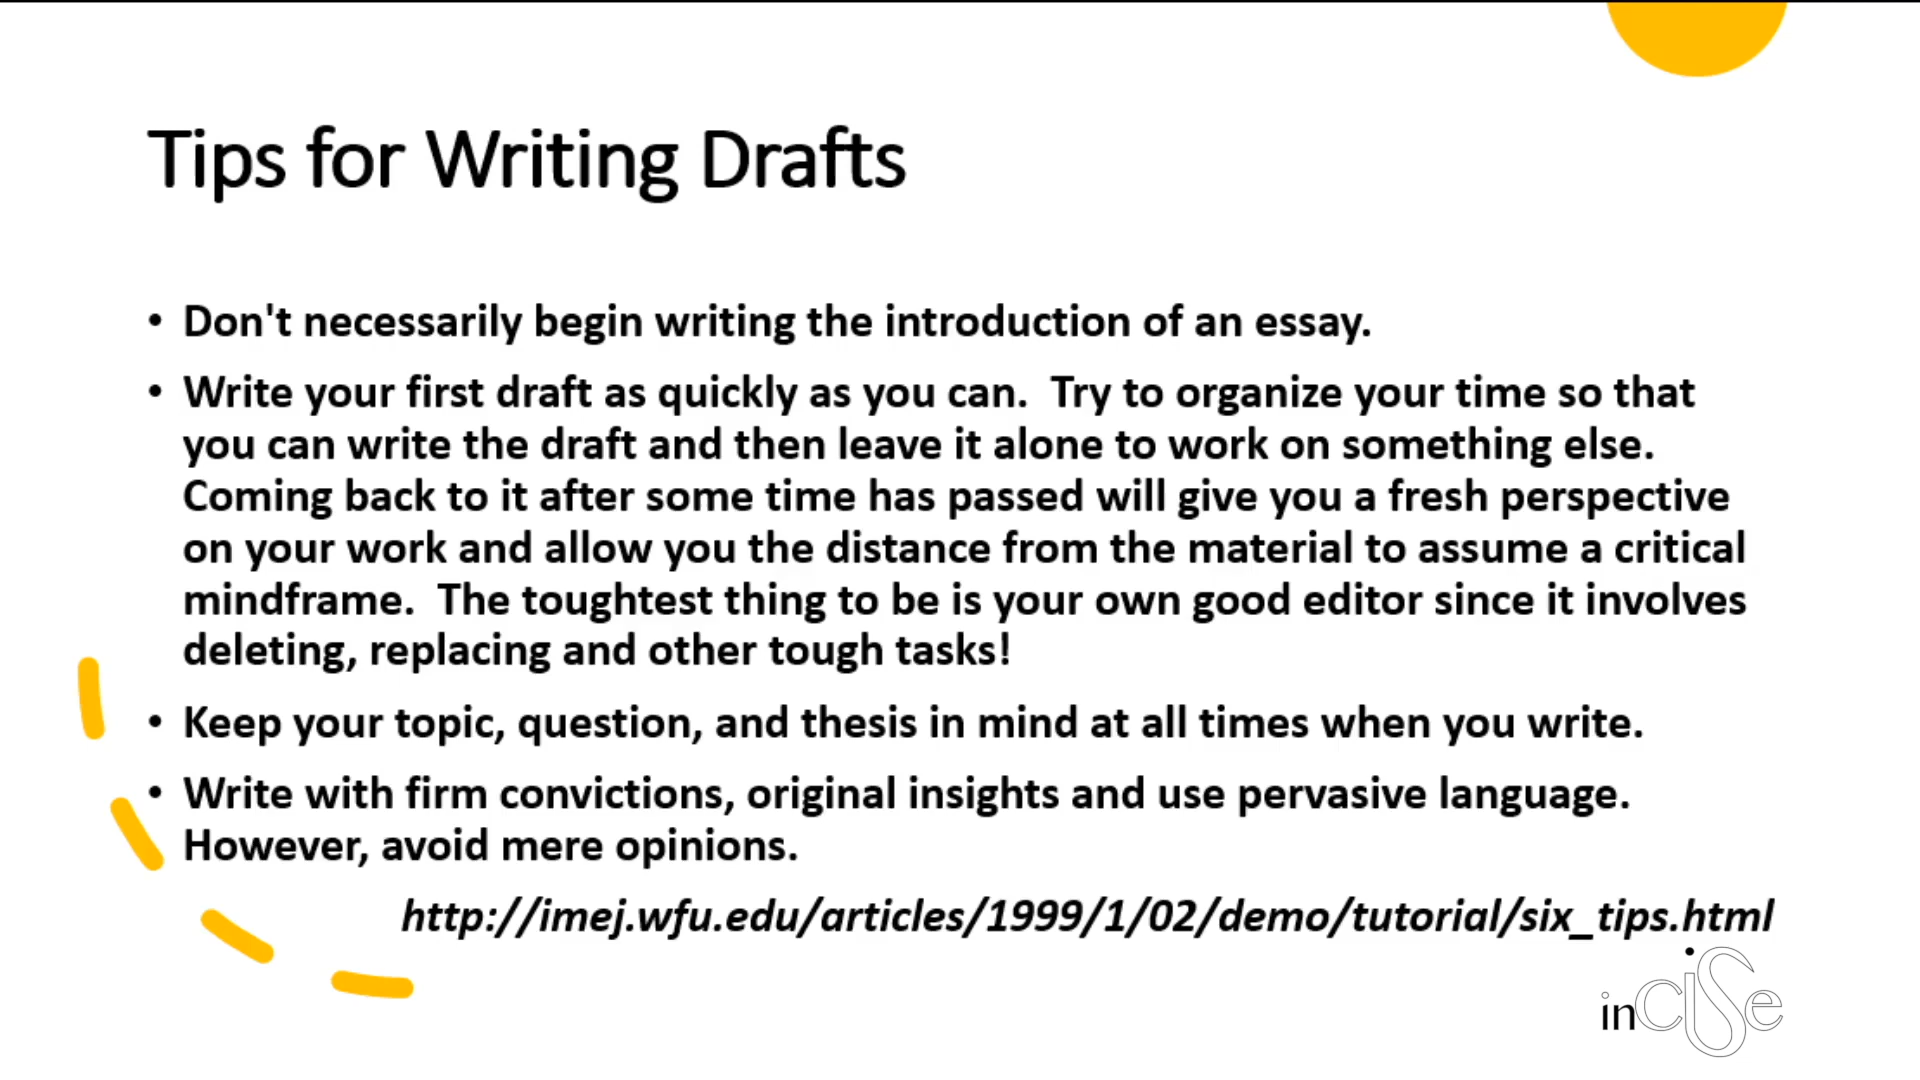 Tips for Writing Drafts
• Don't necessarily begin writing the introduction of an essay.
• Write your first draft as quickly as you can.  Try to organize your time so that
you can write the draft and then leave it alone to work on something else.
Coming back to it after some time has passed will give you a fresh perspective
on your work and allow you the distance from the material to assume a critical
mindframe.  The toughtest thing to be is your own good editor since it involves
deleting, replacing and other tough tasks!
• Keep your topic, question, and thesis in mind at all times when you write.
• Write with firm convictions, original insights and use pervasive language.
However, avoid mere opinions.
http://imej.wfu.edu/articles/1999/1/02/demo/tutorial/six_tips.html
inCiSe